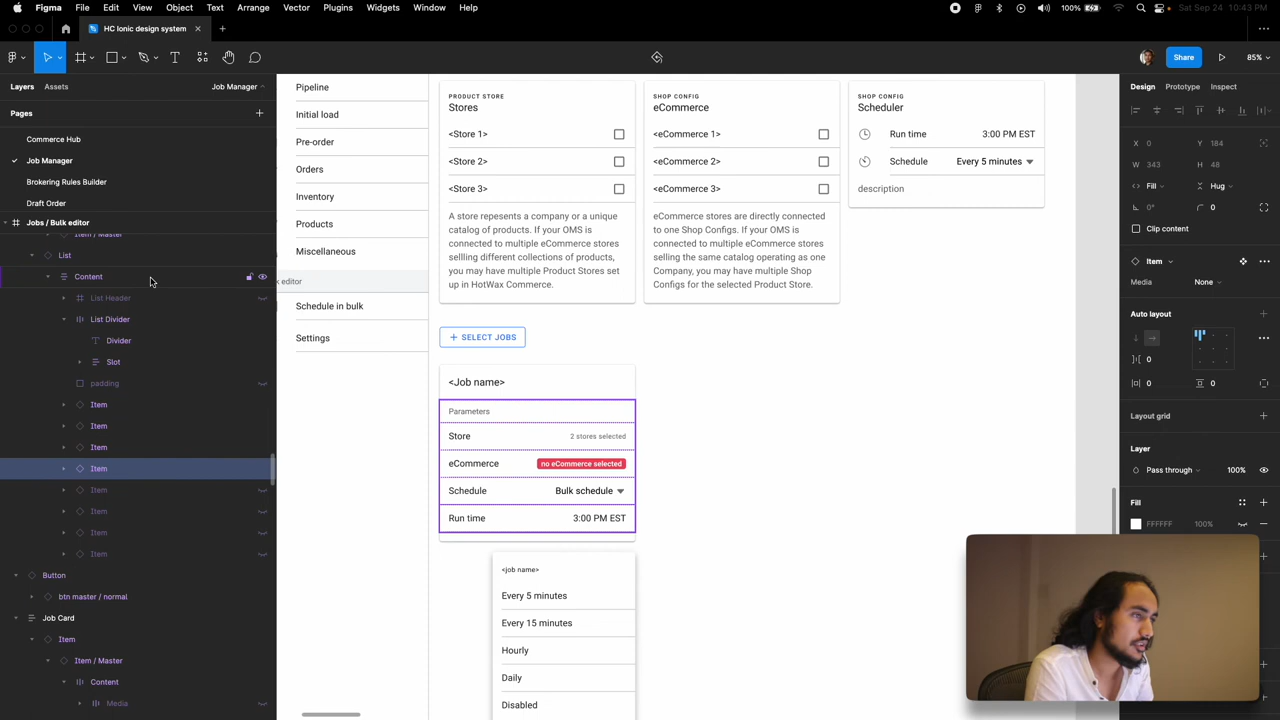 Figma File Edit View Object Text Arrange Vector Plugins Widgets Window Help 100% Sat Sep 24 10:43 PM
HC Ionic design system
Share 85%
Layers Assets Job Manager
Pages
Commerce Hub
Job Manager
Brokering Rules Builder
Draft Order
Jobs / Bulk editor
Item / Master
List
Content
List Header
List Divider
Divider
Slot
padding
Item
Item
Item
Item
Item
Item
Item
Item
Button
btn master / normal
Job Card
Item
Item / Master
Content
Media
Pipeline
Initial load
Pre-order
Orders
Inventory
Products
Miscellaneous
k editor
Schedule in bulk
Settings
PRODUCT STORE
Stores
<Store 1>
<Store 2>
<Store 3>
A store repesents a company or a unique
catalog of products. If your OMS is
connected to multiple eCommerce stores
sellling different collections of products,
you may have multiple Product Stores set
up in HotWax Commerce.
SHOP CONFIG
eCommerce
<eCommerce 1>
<eCommerce 2>
<eCommerce 3>
eCommerce stores are directly connected
to one Shop Configs. If your OMS is
connected to multiple eCommerce stores
selling the same catalog operating as one
Company, you may have multiple Shop
Configs for the selected Product Store.
SHOP CONFIG
Scheduler
Run time 3:00 PM EST
Schedule Every 5 minutes
description
+ SELECT JOBS
<Job name>
Parameters
Store 2 stores selected
eCommerce no eCommerce selected
Schedule Bulk schedule
Run time 3:00 PM EST
<job name>
Every 5 minutes
Every 15 minutes
Hourly
Daily
Disabled
Design Prototype Inspect
X 0 Y 184
W 343 H 48
Fill Hug
0° 0
Clip content
Item
Media None
Auto layout
0
0 0
Layout grid
Layer
Pass through 100%
Fill
FFFFFF 100%